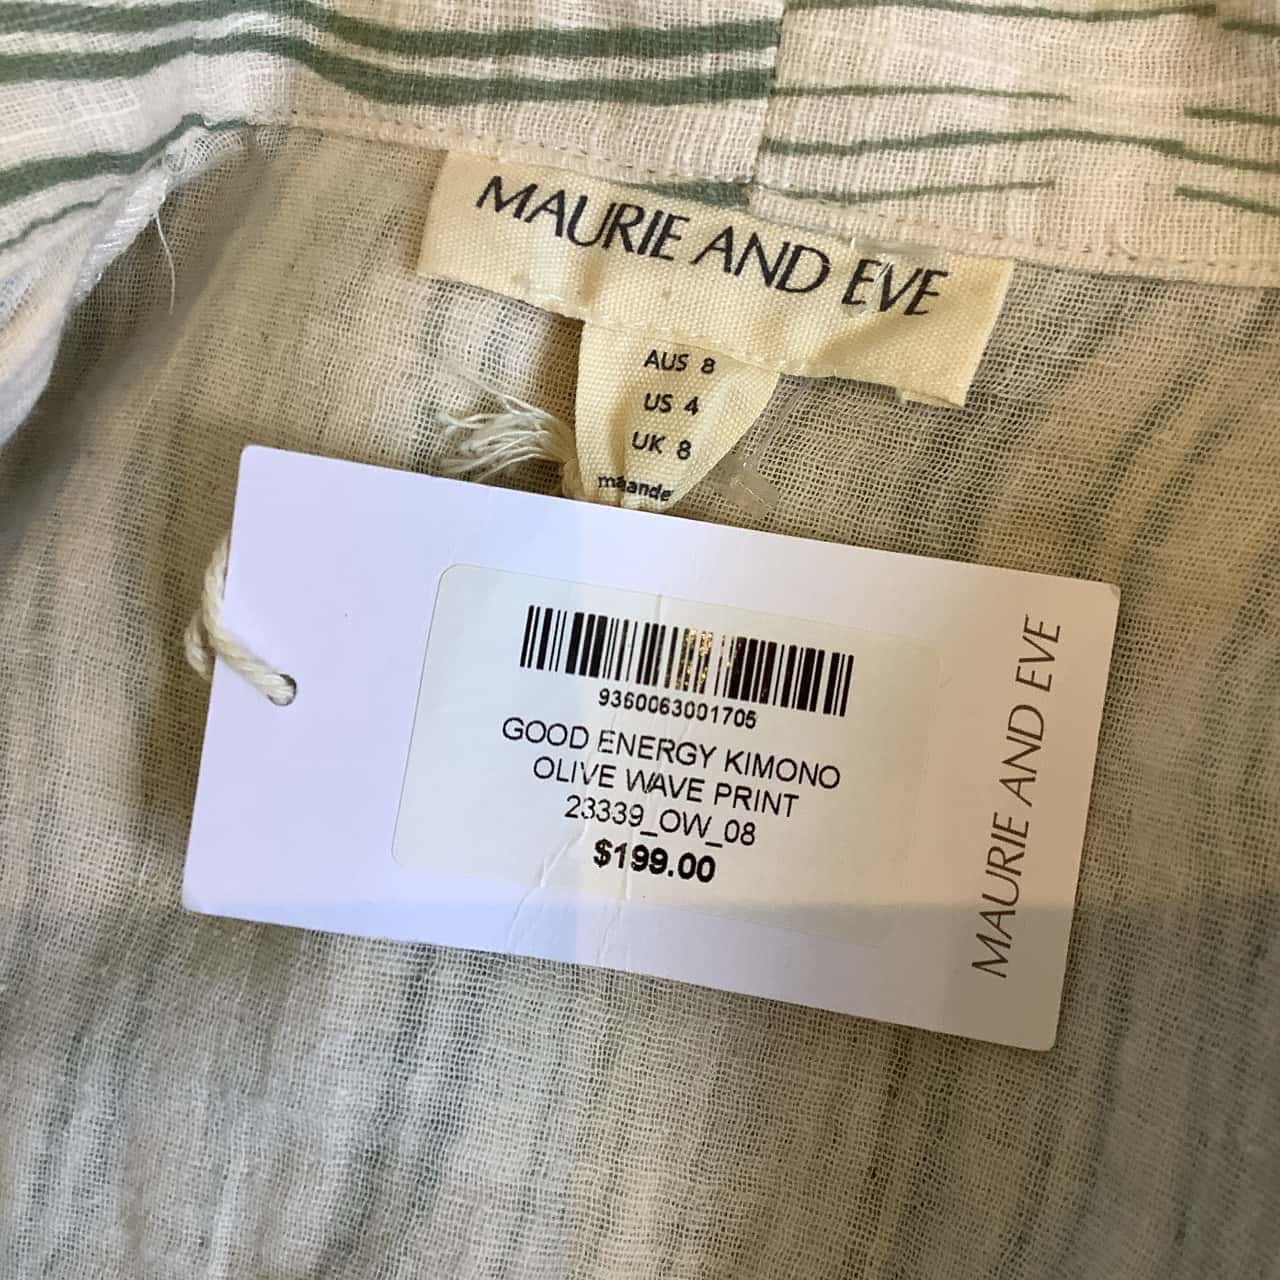 MAURIE AND EVE
AUS 8
US 4
UK 8
9360063001705
GOOD ENERGY KIMONO
OLIVE WAVE PRINT
23339_OW_08
$199.00
MAURIE AND EVE